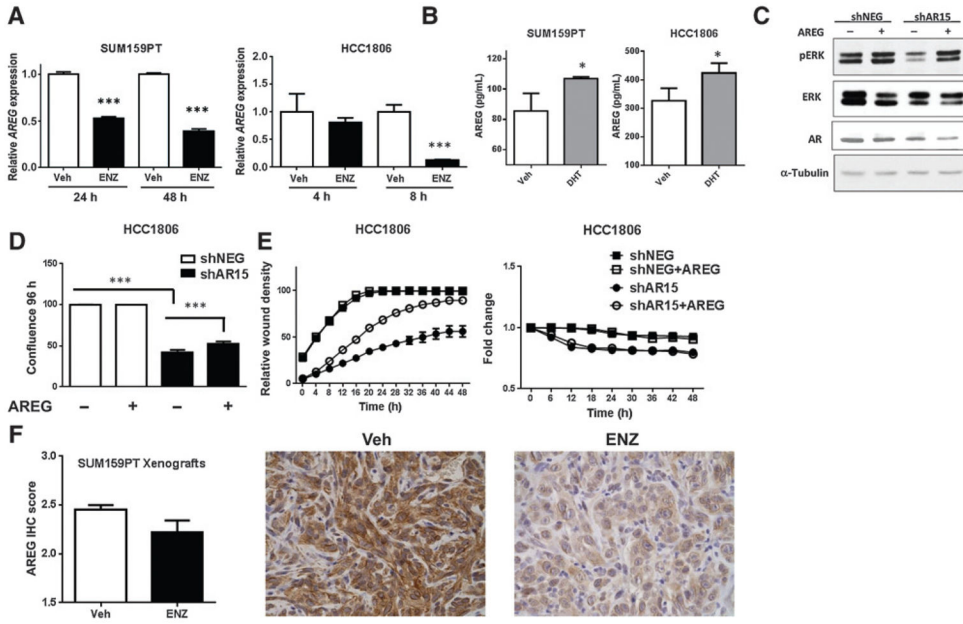 A
SUM159PT
Relative AREG expression
1.0
0.5
0.0
***
***
Veh
ENZ
Veh
ENZ
24 h
48 h
HCC1806
Relative AREG expression
2.0
1.5
1.0
0.5
0.0
***
Veh
ENZ
Veh
ENZ
4 h
8 h
B
SUM159PT
AREG (pg/mL)
120
100
80
60
*
Veh
DHT
HCC1806
AREG (pg/mL)
600
500
400
300
200
100
*
Veh
DHT
C
shNEG
shAR15
AREG
– + – +
pERK
ERK
AR
α-Tubulin
D
HCC1806
shNEG
shAR15
Confluence 96 h
150
100
50
0
***
***
AREG
– + – +
E
HCC1806
Relative wound density
100
50
0
0 4 8 12 16 20 24 28 32 36 40 44 48
Time (h)
HCC1806
shNEG
shNEG+AREG
shAR15
shAR15+AREG
Fold change
1.5
1.0
0.5
0 6 12 18 24 30 36 42 48
Time (h)
F
SUM159PT Xenografts
AREG IHC score
3.0
2.5
2.0
1.5
Veh
ENZ
Veh
ENZ